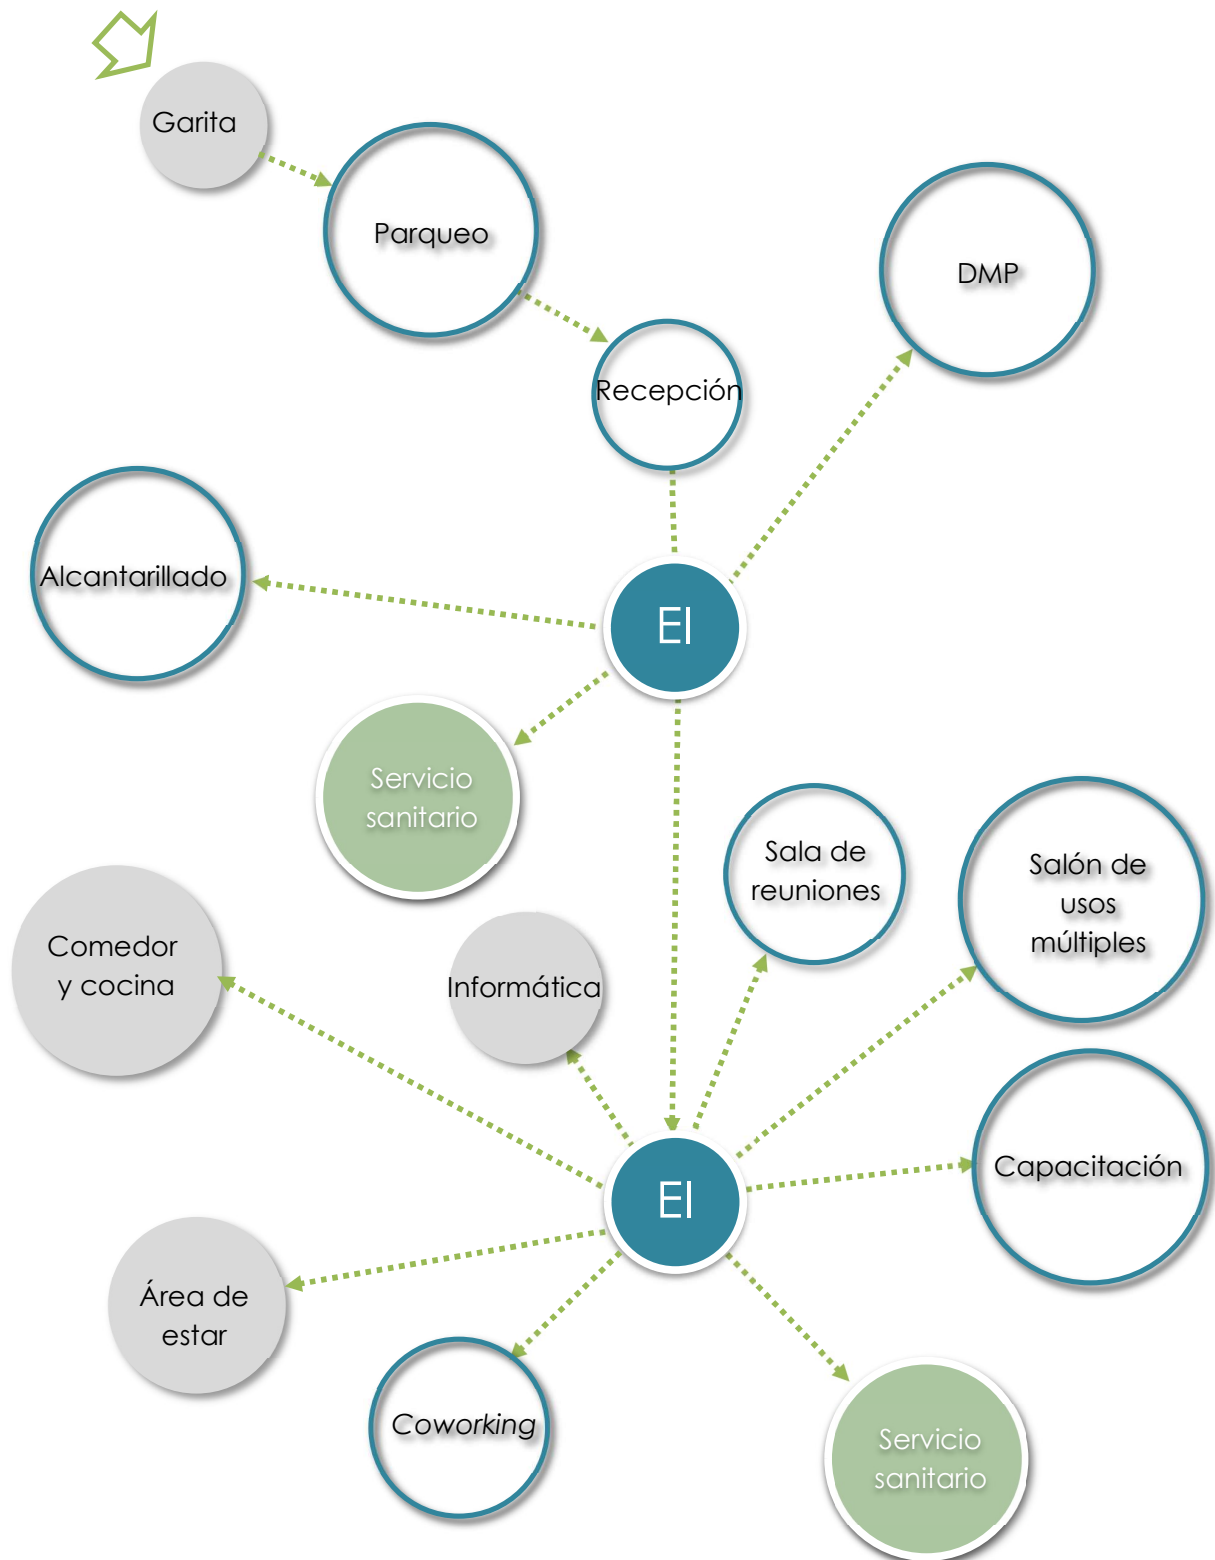 Garita
Parqueo
DMP
Recepción
Alcantarillado
EI
Servicio
sanitario
Sala de
reuniones
Salón de
usos
múltiples
Comedor
y cocina
Informática
Capacitación
EI
Área de
estar
Coworking
Servicio
sanitario